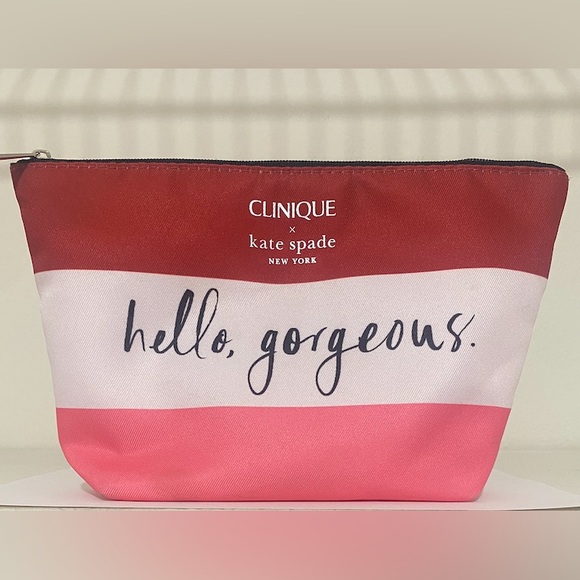 CLINIQUE
×
kate spade
NEW YORK
hello, gorgeous.